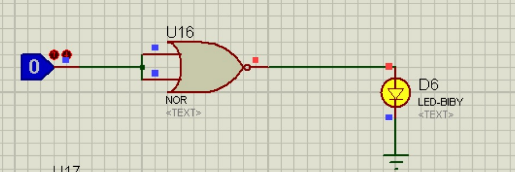 U16
0
NOR
<TEXT>
D6
LED-BIBY
<TEXT>
U17